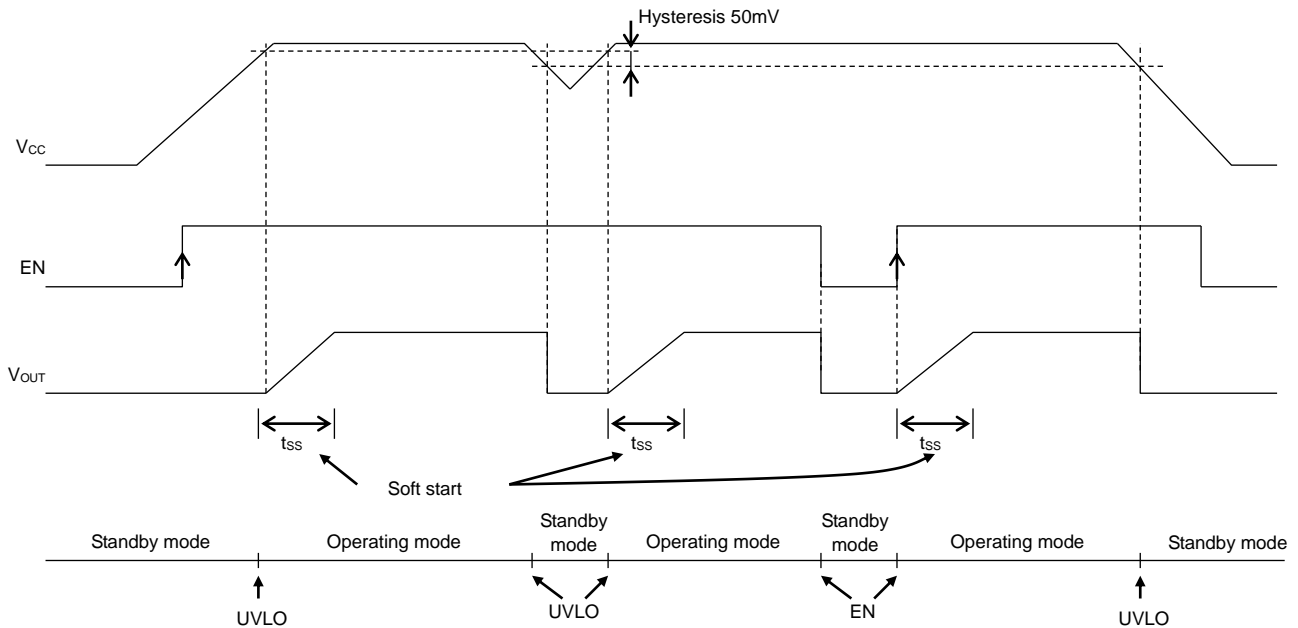 Hysteresis 50mV
VCC
EN
VOUT
tSS
tSS
tSS
Soft start
Standby mode
Operating mode
Standby
mode
Operating mode
Standby
mode
Operating mode
Standby mode
UVLO
UVLO
EN
UVLO